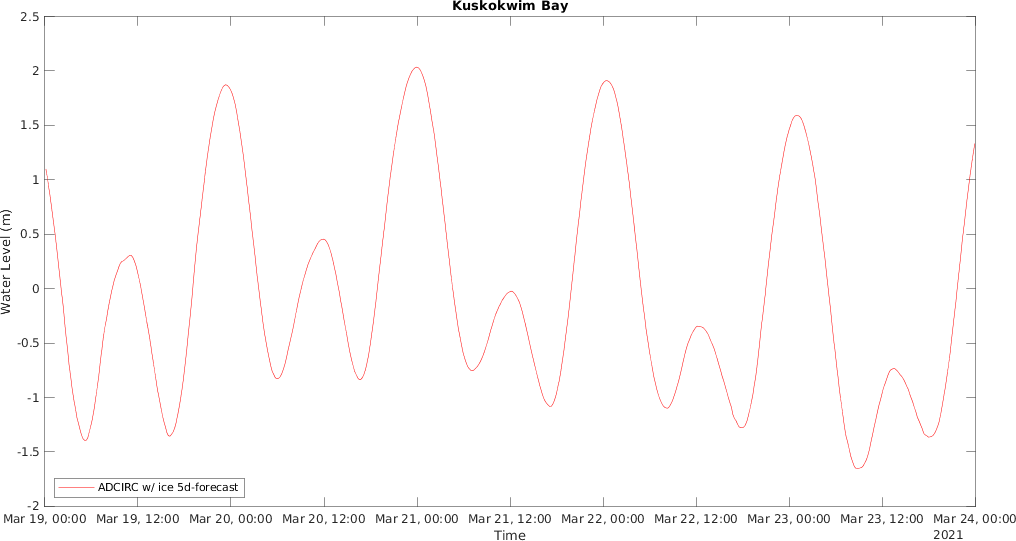 Kuskokwim Bay
2.5
2
1.5
1
0.5
0
-0.5
-1
-1.5
-2
Water Level (m)
ADCIRC w/ ice 5d-forecast
Mar 19, 00:00 Mar 19, 12:00 Mar 20, 00:00 Mar 20, 12:00 Mar 21, 00:00 Mar 21, 12:00 Mar 22, 00:00 Mar 22, 12:00 Mar 23, 00:00 Mar 23, 12:00 Mar 24, 00:00
Time
2021